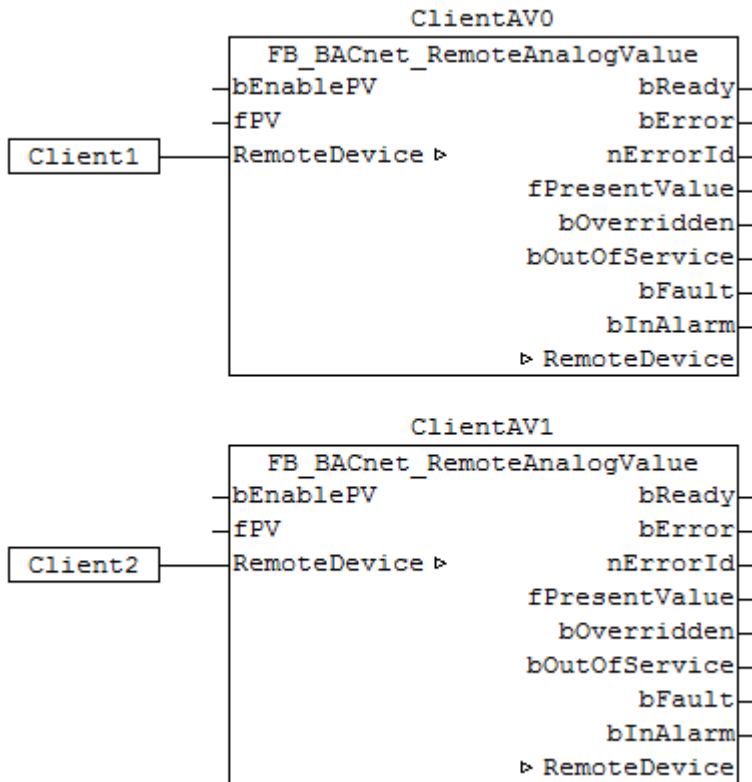 ClientAV0
FB_BACnet_RemoteAnalogValue
bEnablePV bReady
fPV bError
Client1 RemoteDevice ▷ nErrorId
fPresentValue
bOverridden
bOutOfService
bFault
bInAlarm
▷ RemoteDevice
ClientAV1
FB_BACnet_RemoteAnalogValue
bEnablePV bReady
fPV bError
Client2 RemoteDevice ▷ nErrorId
fPresentValue
bOverridden
bOutOfService
bFault
bInAlarm
▷ RemoteDevice